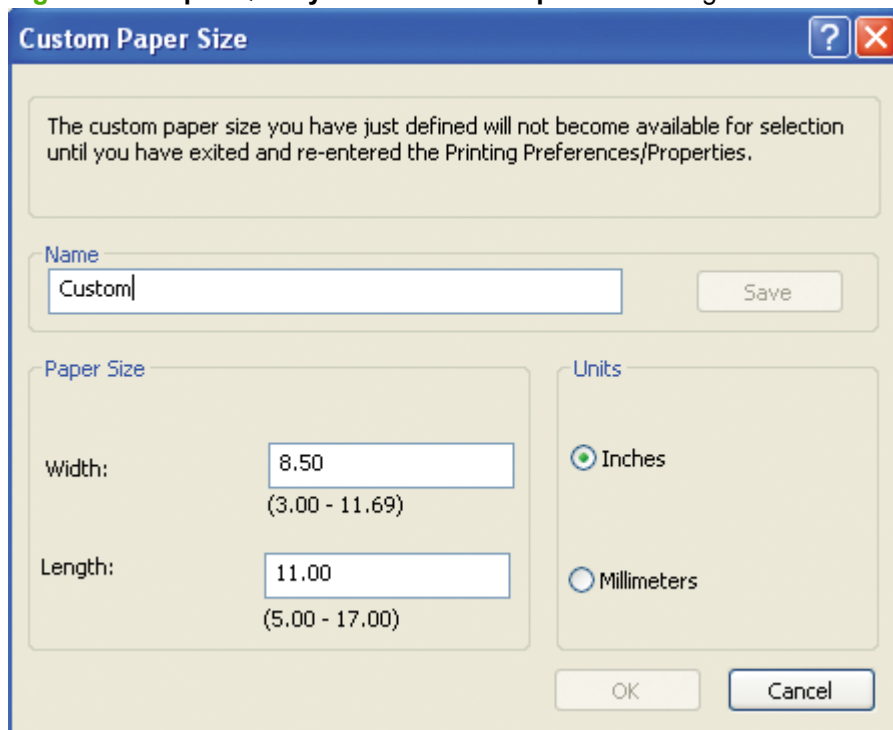 Custom Paper Size
The custom paper size you have just defined will not become available for selection
until you have exited and re-entered the Printing Preferences/Properties.
Name
Custom
Save
Paper Size
Units
Width:
8.50
Inches
(3.00 - 11.69)
Length:
11.00
Millimeters
(5.00 - 17.00)
OK
Cancel